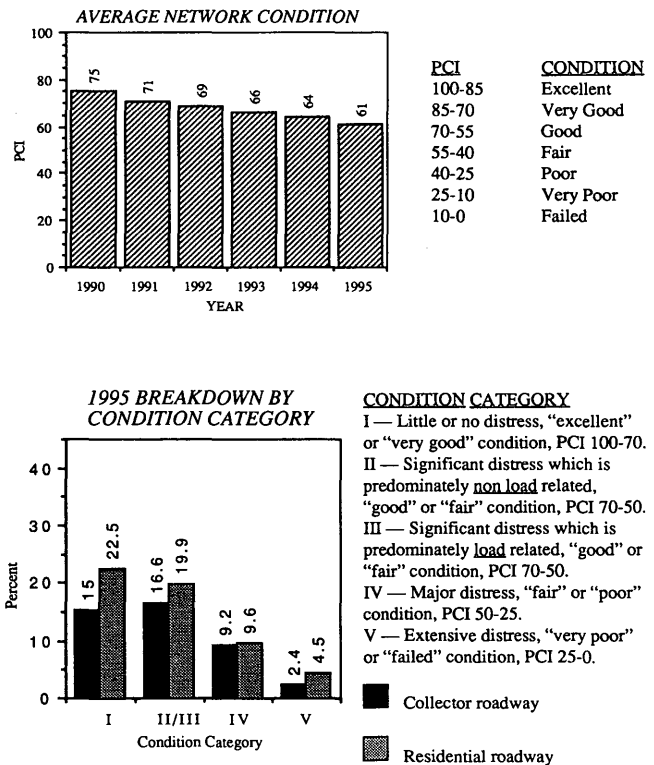 AVERAGE NETWORK CONDITION
100
80
60
40
20
0
PCI
75
71
69
66
64
61
1990 1991 1992 1993 1994 1995
YEAR
PCI CONDITION
100-85 Excellent
85-70 Very Good
70-55 Good
55-40 Fair
40-25 Poor
25-10 Very Poor
10-0 Failed
1995 BREAKDOWN BY
CONDITION CATEGORY
40
30
20
10
0
Percent
15
22.5
16.6
19.9
9.2
9.6
2.4
4.5
I II/III IV V
Condition Category
CONDITION CATEGORY
I — Little or no distress, “excellent”
or “very good” condition, PCI 100-70.
II — Significant distress which is
predominately non load related,
“good” or “fair” condition, PCI 70-50.
III — Significant distress which is
predominately load related, “good” or
“fair” condition, PCI 70-50.
IV — Major distress, “fair” or “poor”
condition, PCI 50-25.
V — Extensive distress, “very poor”
or “failed” condition, PCI 25-0.
Collector roadway
Residential roadway